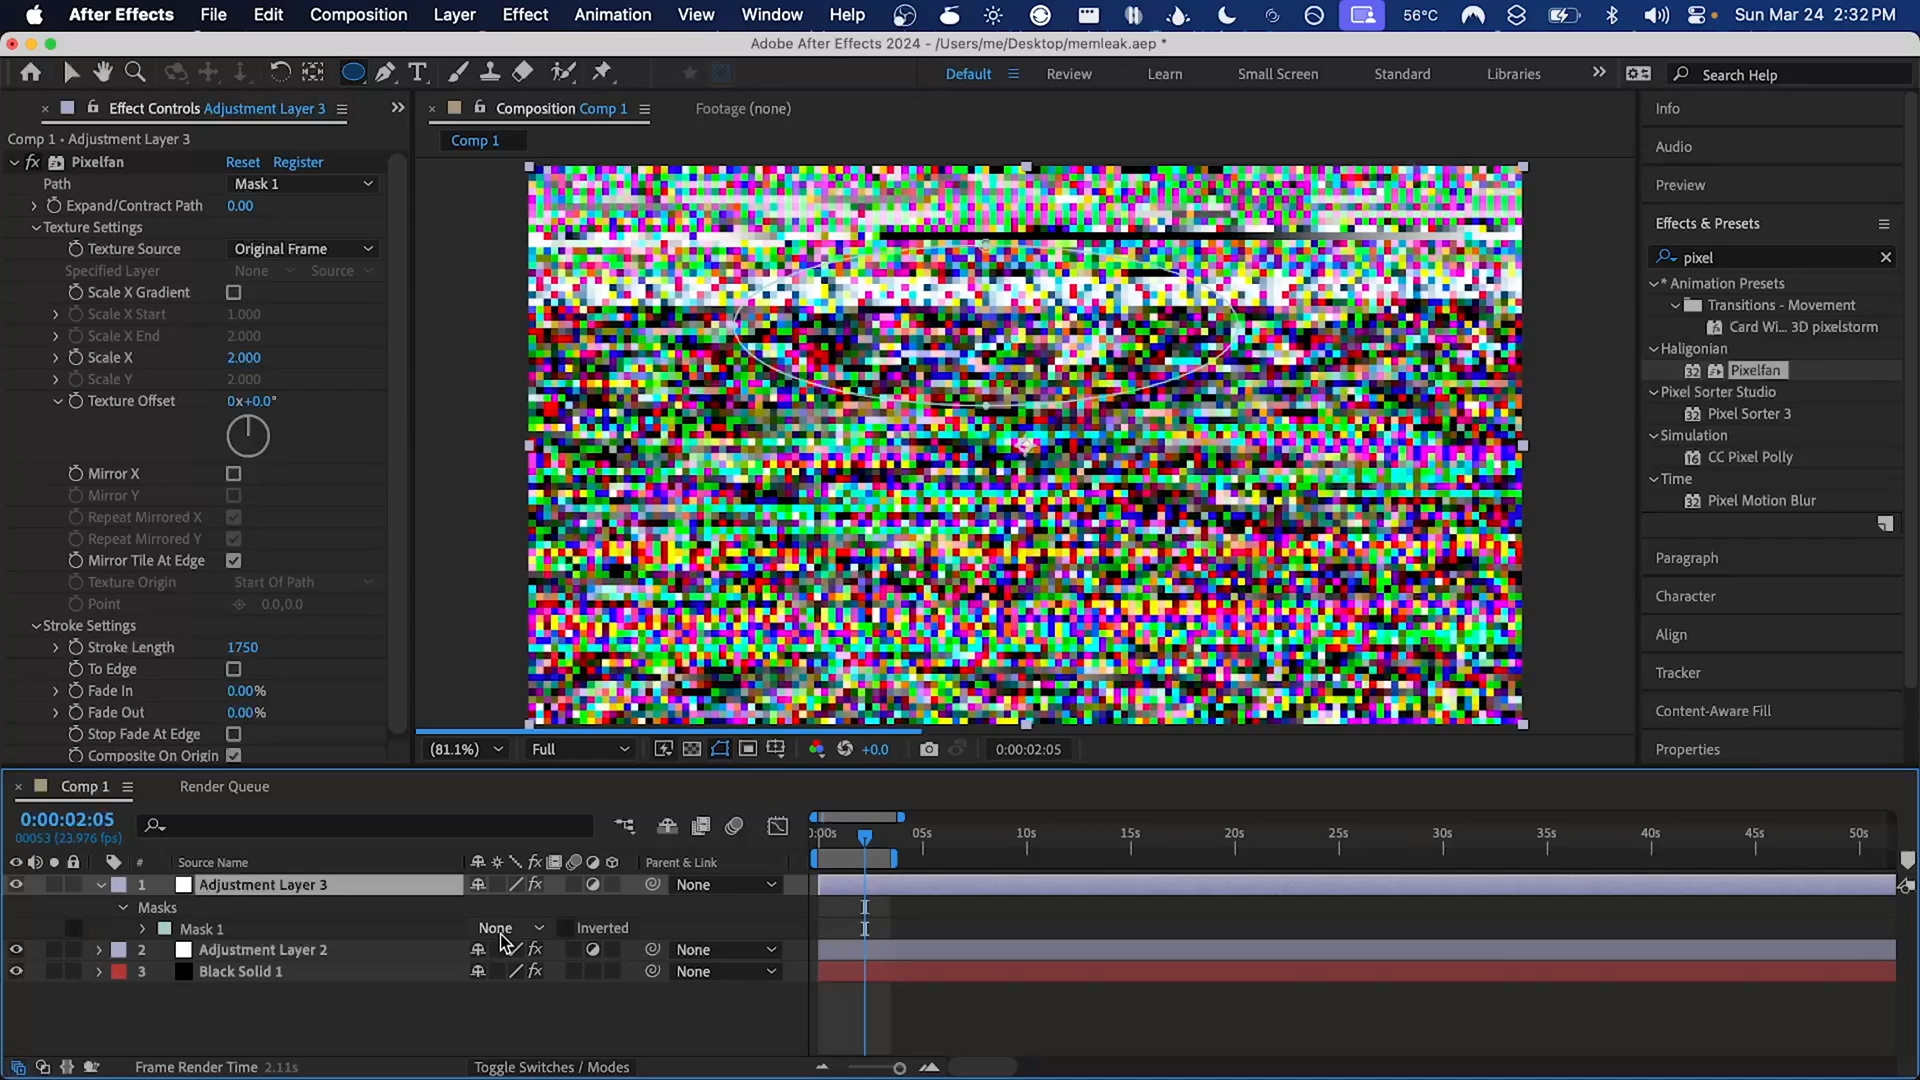 After Effects File Edit Composition Layer Effect Animation View Window Help 56°C Sun Mar 24 2:32 PM
Adobe After Effects 2024 - /Users/me/Desktop/memleak.aep *
Default Review Learn Small Screen Standard Libraries Search Help
Effect Controls Adjustment Layer 3
Composition Comp 1
Footage (none)
Comp 1
Comp 1 • Adjustment Layer 3
fx Pixelfan Reset Register
Path Mask 1
Expand/Contract Path 0.00
Texture Settings
Texture Source Original Frame
Specified Layer None Source
Scale X Gradient
Scale X Start 1.000
Scale X End 2.000
Scale X 2.000
Scale Y 2.000
Texture Offset 0x+0.0°
Mirror X
Mirror Y
Repeat Mirrored X
Repeat Mirrored Y
Mirror Tile At Edge
Texture Origin Start Of Path
Point 0.0,0.0
Stroke Settings
Stroke Length 1750
To Edge
Fade In 0.00%
Fade Out 0.00%
Stop Fade At Edge
Composite On Origin
(81.1%) Full +0.0 0:00:02:05
Info
Audio
Preview
Effects & Presets
pixel
* Animation Presets
Transitions - Movement
Card Wi... 3D pixelstorm
Haligonian
Pixelfan
Pixel Sorter Studio
Pixel Sorter 3
Simulation
CC Pixel Polly
Time
Pixel Motion Blur
Paragraph
Character
Align
Tracker
Content-Aware Fill
Properties
Comp 1
Render Queue
0:00:02:05
00053 (23.976 fps)
):00s 05s 10s 15s 20s 25s 30s 35s 40s 45s 50s
# Source Name fx Parent & Link
1 Adjustment Layer 3 fx None
Masks
Mask 1 None Inverted
2 Adjustment Layer 2 fx None
3 Black Solid 1 fx None
Frame Render Time 2.11s
Toggle Switches / Modes